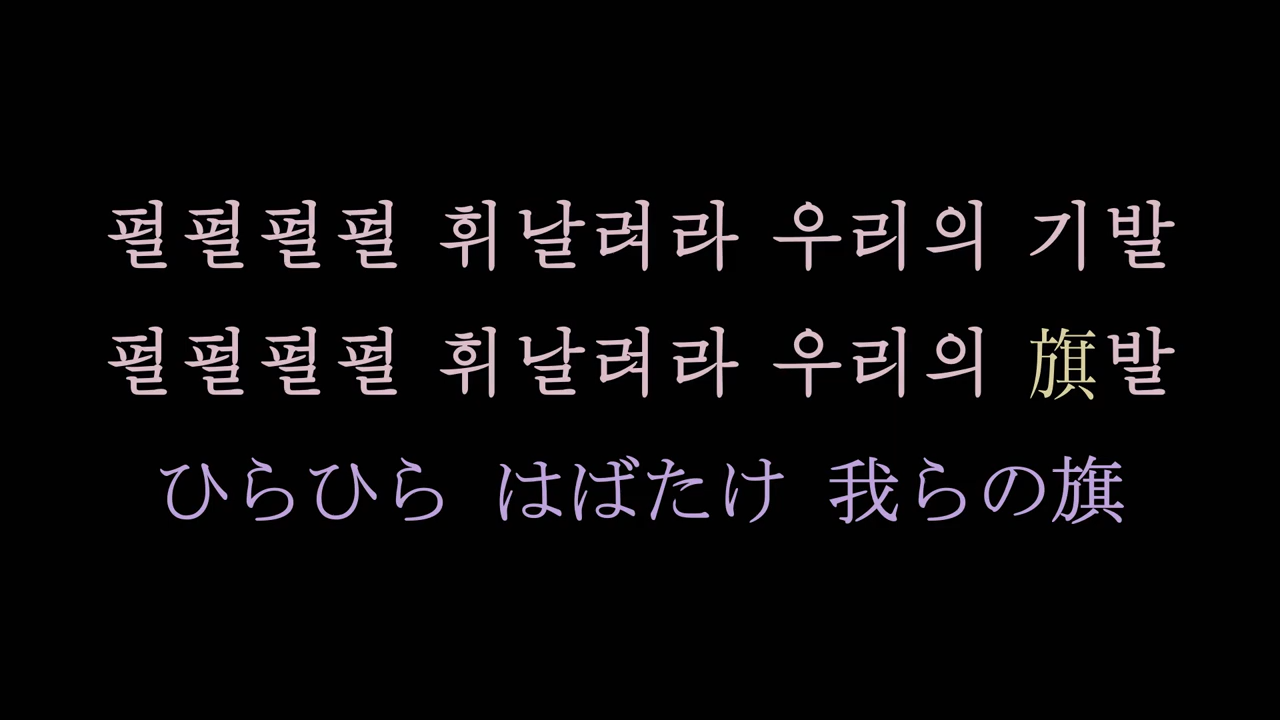 펄펄펄펄 휘날려라 우리의 기발
펄펄펄펄 휘날려라 우리의 旗발
ひらひら はばたけ 我らの旗